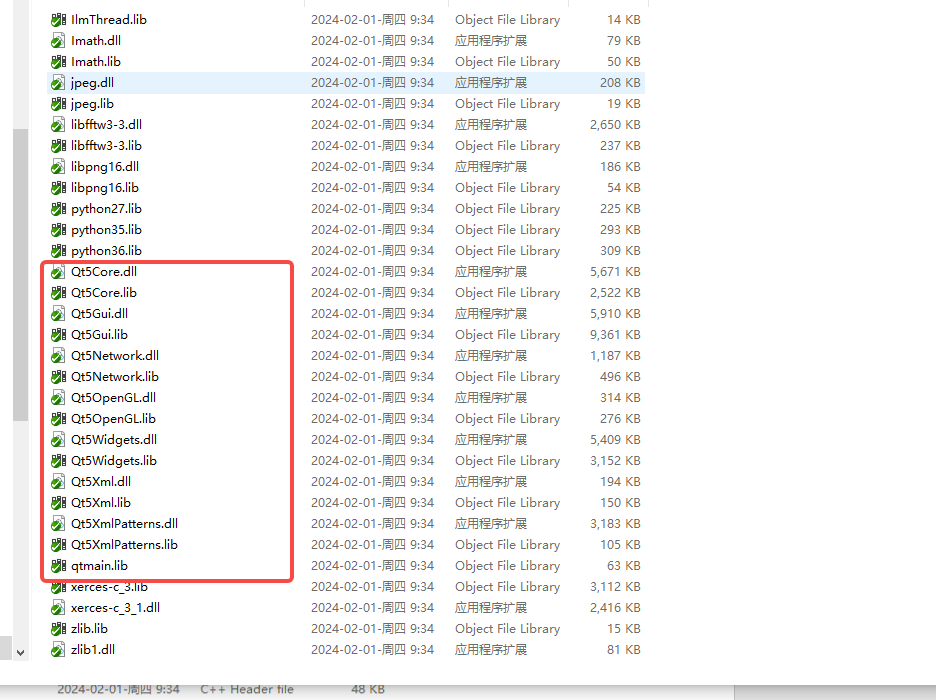 IlmThread.lib 2024-02-01-周四 9:34 Object File Library 14 KB
Imath.dll 2024-02-01-周四 9:34 应用程序扩展 79 KB
Imath.lib 2024-02-01-周四 9:34 Object File Library 50 KB
jpeg.dll 2024-02-01-周四 9:34 应用程序扩展 208 KB
jpeg.lib 2024-02-01-周四 9:34 Object File Library 19 KB
libfftw3-3.dll 2024-02-01-周四 9:34 应用程序扩展 2,650 KB
libfftw3-3.lib 2024-02-01-周四 9:34 Object File Library 237 KB
libpng16.dll 2024-02-01-周四 9:34 应用程序扩展 186 KB
libpng16.lib 2024-02-01-周四 9:34 Object File Library 54 KB
python27.lib 2024-02-01-周四 9:34 Object File Library 225 KB
python35.lib 2024-02-01-周四 9:34 Object File Library 293 KB
python36.lib 2024-02-01-周四 9:34 Object File Library 309 KB
Qt5Core.dll 2024-02-01-周四 9:34 应用程序扩展 5,671 KB
Qt5Core.lib 2024-02-01-周四 9:34 Object File Library 2,522 KB
Qt5Gui.dll 2024-02-01-周四 9:34 应用程序扩展 5,910 KB
Qt5Gui.lib 2024-02-01-周四 9:34 Object File Library 9,361 KB
Qt5Network.dll 2024-02-01-周四 9:34 应用程序扩展 1,187 KB
Qt5Network.lib 2024-02-01-周四 9:34 Object File Library 496 KB
Qt5OpenGL.dll 2024-02-01-周四 9:34 应用程序扩展 314 KB
Qt5OpenGL.lib 2024-02-01-周四 9:34 Object File Library 276 KB
Qt5Widgets.dll 2024-02-01-周四 9:34 应用程序扩展 5,409 KB
Qt5Widgets.lib 2024-02-01-周四 9:34 Object File Library 3,152 KB
Qt5Xml.dll 2024-02-01-周四 9:34 应用程序扩展 194 KB
Qt5Xml.lib 2024-02-01-周四 9:34 Object File Library 150 KB
Qt5XmlPatterns.dll 2024-02-01-周四 9:34 应用程序扩展 3,183 KB
Qt5XmlPatterns.lib 2024-02-01-周四 9:34 Object File Library 105 KB
qtmain.lib 2024-02-01-周四 9:34 Object File Library 63 KB
xerces-c_3.lib 2024-02-01-周四 9:34 Object File Library 3,112 KB
xerces-c_3_1.dll 2024-02-01-周四 9:34 应用程序扩展 2,416 KB
zlib.lib 2024-02-01-周四 9:34 Object File Library 15 KB
zlib1.dll 2024-02-01-周四 9:34 应用程序扩展 81 KB
2024-02-01-周四 9:34 C++ Header file 48 KB